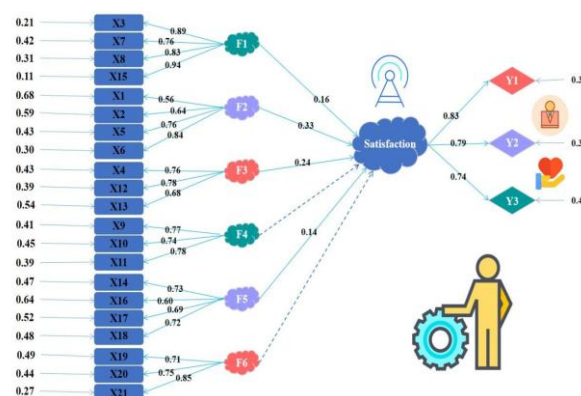 0.21 X3 0.89
0.42 X7 0.76 F1
0.31 X8 0.83
0.11 X15 0.94
0.16
0.68 X1 0.56
0.59 X2 0.64 F2
0.43 X5 0.76
0.30 X6 0.84
0.33
0.43 X4 0.76
0.39 X12 0.78 F3
0.54 X13 0.68
0.24
0.41 X9 0.77
0.45 X10 0.74 F4
0.39 X11 0.78
0.47 X14 0.73
0.64 X16 0.60 F5
0.52 X17 0.69
0.48 X18 0.72
0.14
0.49 X19 0.71
0.44 X20 0.75 F6
0.27 X21 0.85
Satisfaction
0.83 Y1
0.79 Y2
0.74 Y3